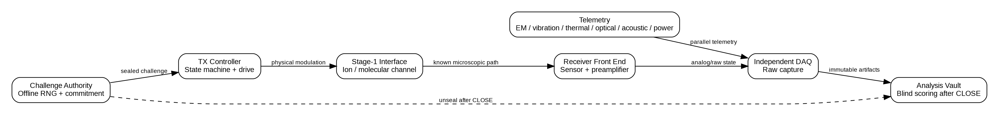 Telemetry
EM / vibration / thermal / optical / acoustic / power
parallel telemetry
Challenge Authority
Offline RNG + commitment
sealed challenge
TX Controller
State machine + drive
physical modulation
Stage-1 Interface
Ion / molecular channel
known microscopic path
Receiver Front End
Sensor + preamplifier
analog/raw state
Independent DAQ
Raw capture
immutable artifacts
Analysis Vault
Blind scoring after CLOSE
unseal after CLOSE